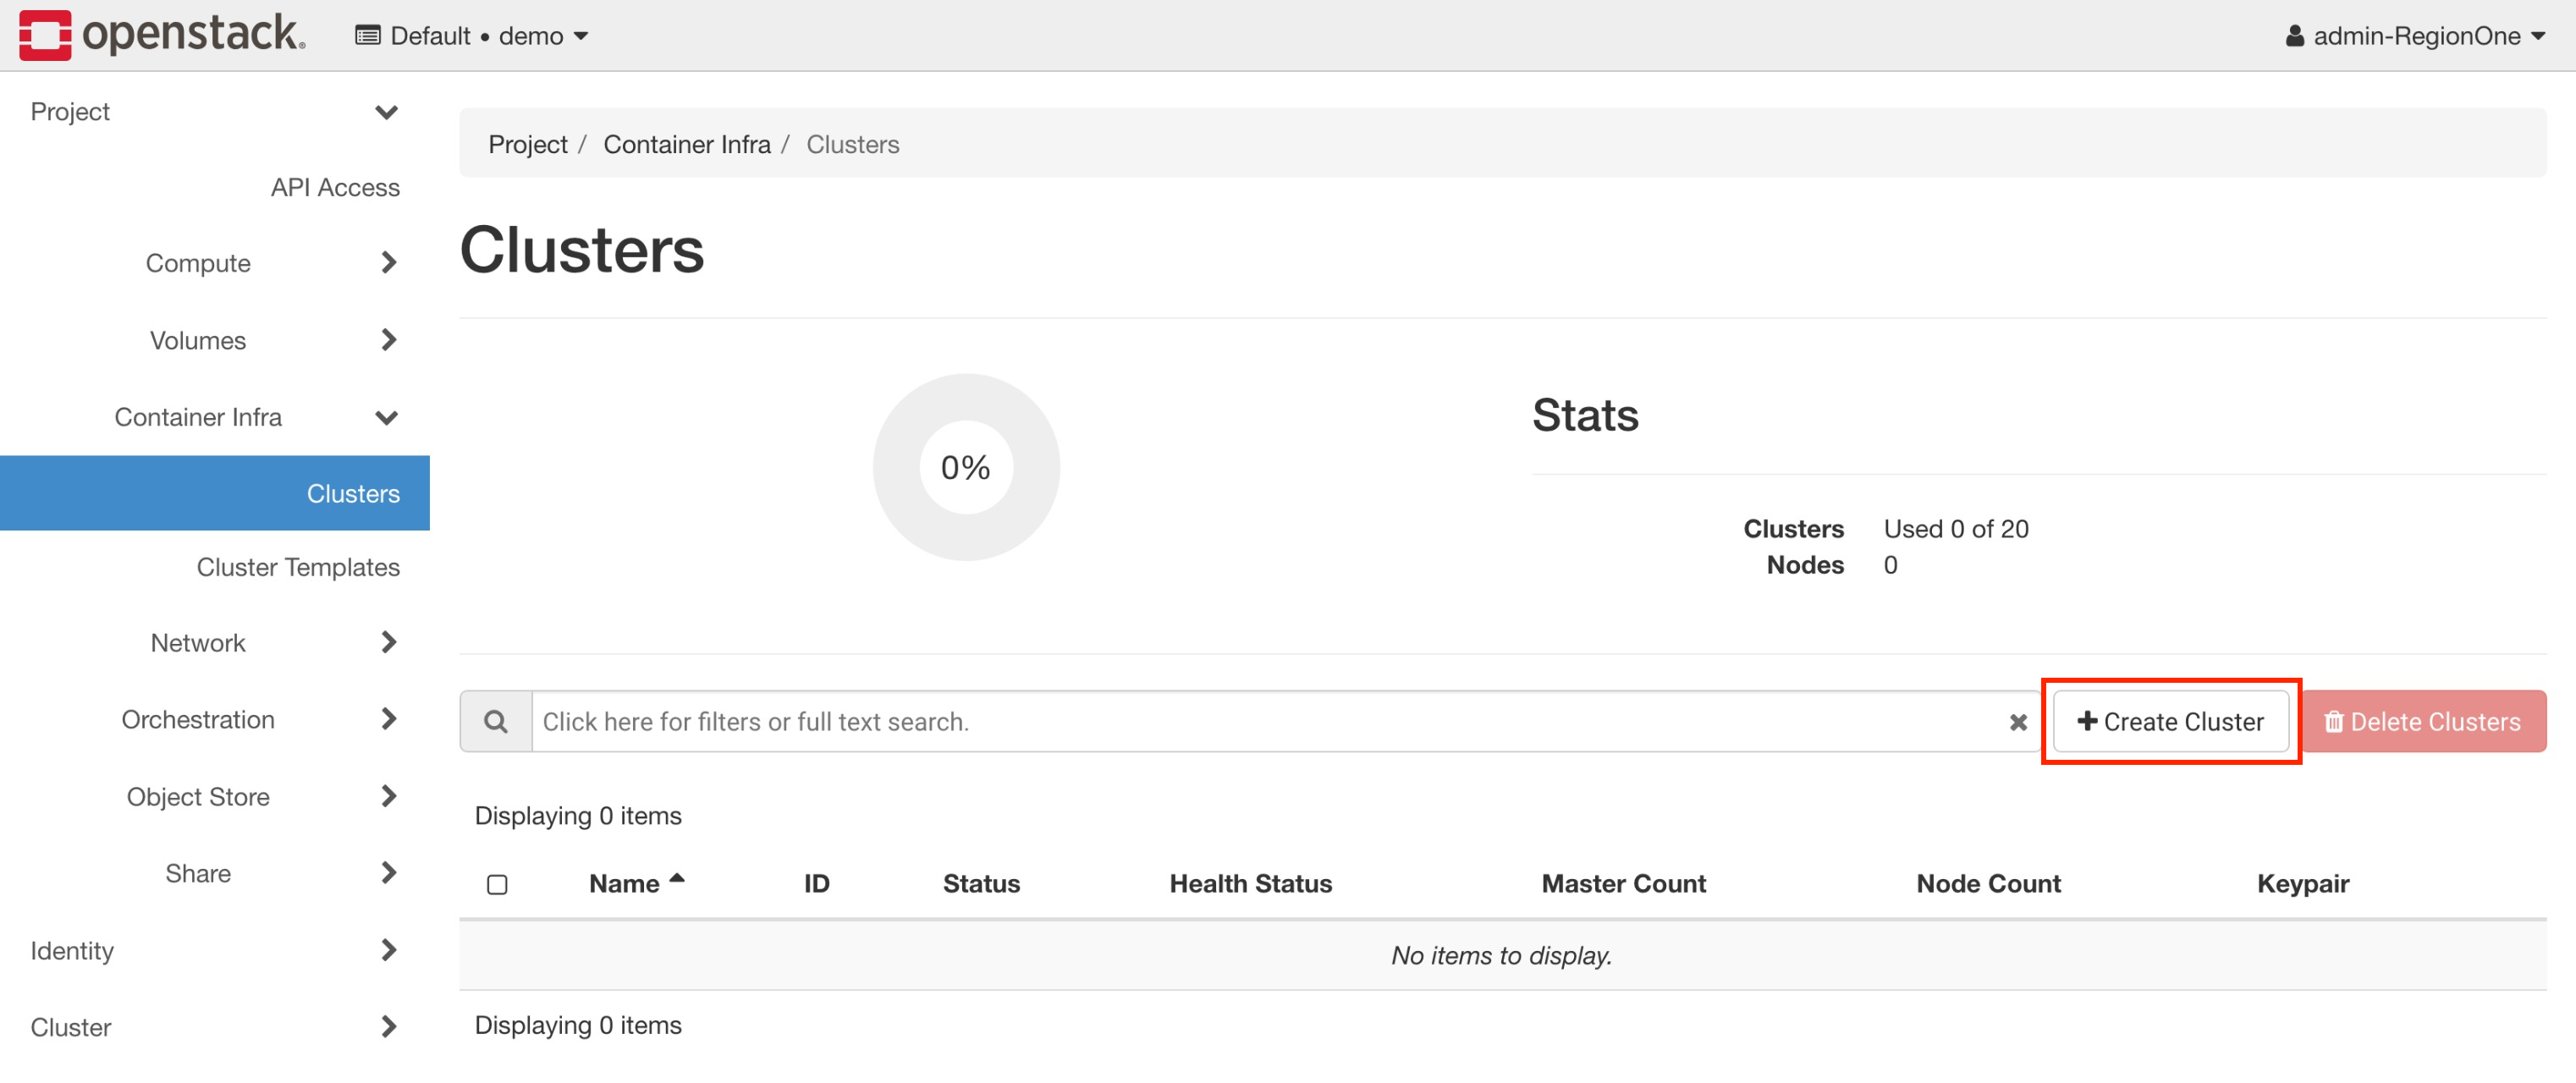 openstack. Default • demo admin-RegionOne
Project
API Access
Compute
Volumes
Container Infra
Clusters
Cluster Templates
Network
Orchestration
Object Store
Share
Identity
Cluster
Project / Container Infra / Clusters
Clusters
0%
Stats
Clusters Used 0 of 20
Nodes 0
Click here for filters or full text search. Create Cluster Delete Clusters
Displaying 0 items
Name ID Status Health Status Master Count Node Count Keypair
No items to display.
Displaying 0 items